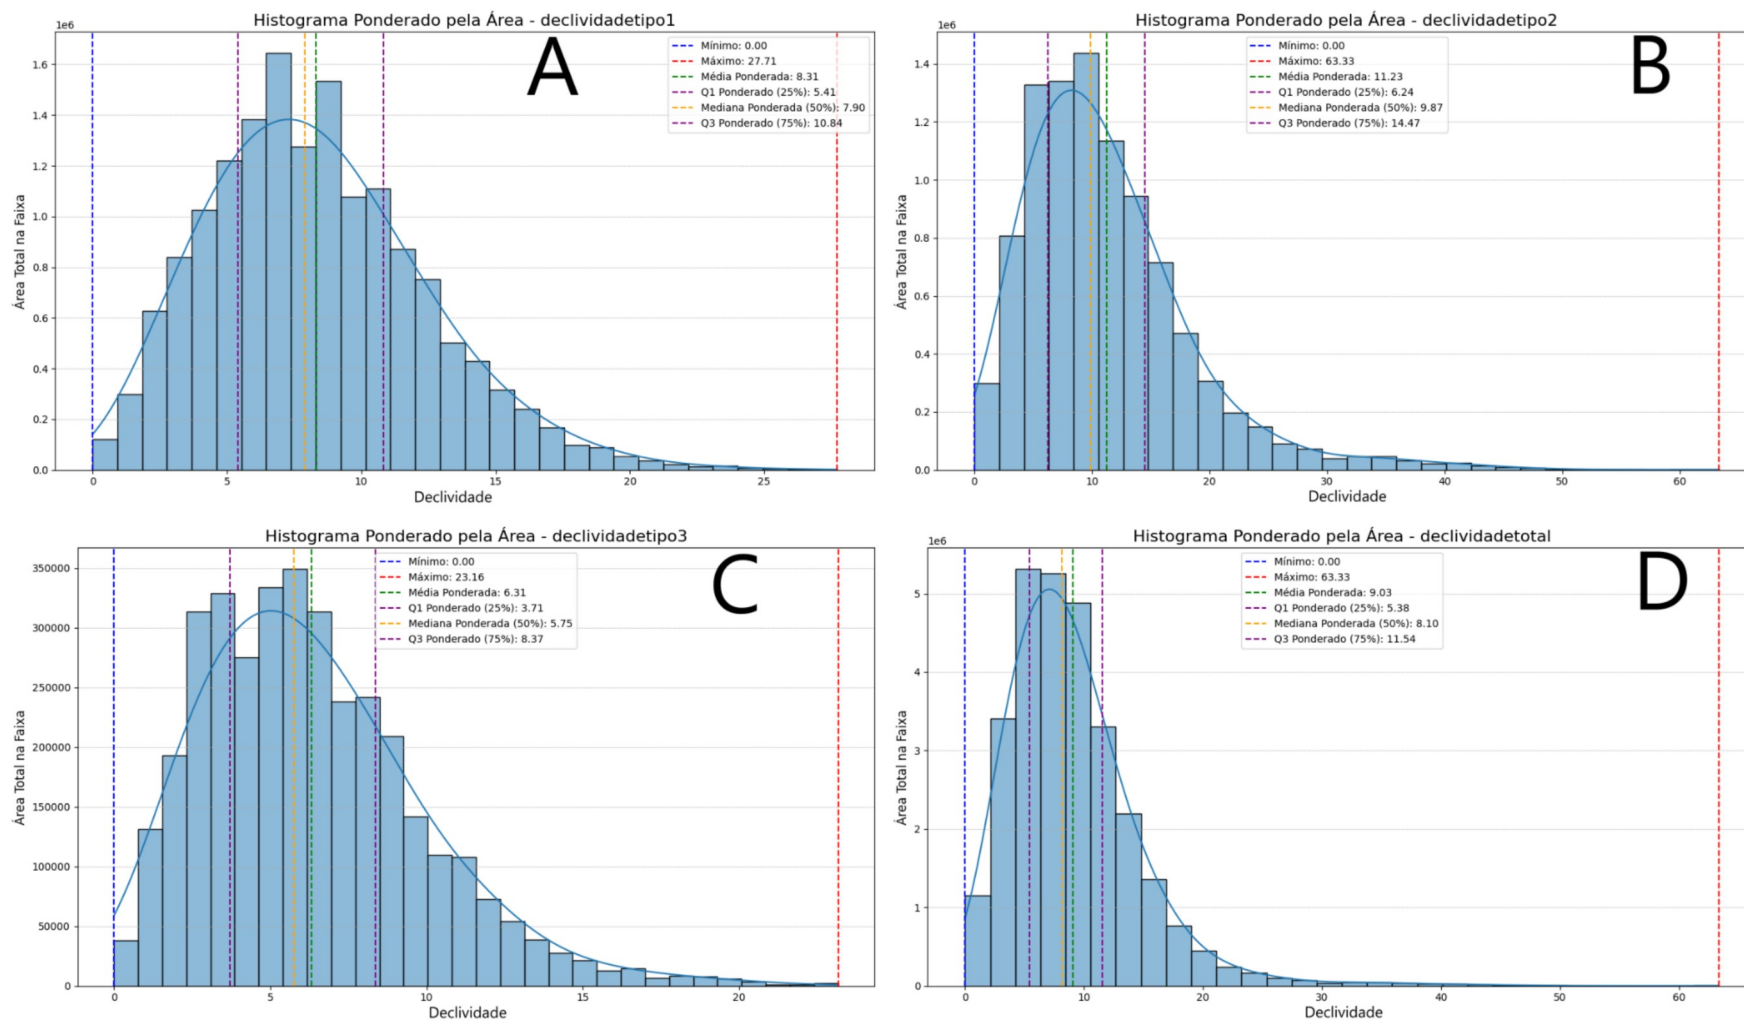 Histograma Ponderado pela Área - declividadetipo1
1e6
A
Mínimo: 0.00
Máximo: 27.71
Média Ponderada: 8.31
Q1 Ponderado (25%): 5.41
Mediana Ponderada (50%): 7.90
Q3 Ponderado (75%): 10.84
Área Total na Faixa
1.6
1.4
1.2
1.0
0.8
0.6
0.4
0.2
0.0
0 5 10 15 20 25
Declividade
Histograma Ponderado pela Área - declividadetipo2
1e6
B
Mínimo: 0.00
Máximo: 63.33
Média Ponderada: 11.23
Q1 Ponderado (25%): 6.24
Mediana Ponderada (50%): 9.87
Q3 Ponderado (75%): 14.47
Área Total na Faixa
1.4
1.2
1.0
0.8
0.6
0.4
0.2
0.0
0 10 20 30 40 50 60
Declividade
Histograma Ponderado pela Área - declividadetipo3
C
Mínimo: 0.00
Máximo: 23.16
Média Ponderada: 6.31
Q1 Ponderado (25%): 3.71
Mediana Ponderada (50%): 5.75
Q3 Ponderado (75%): 8.37
Área Total na Faixa
350000
300000
250000
200000
150000
100000
50000
0
0 5 10 15 20
Declividade
Histograma Ponderado pela Área - declividadetotal
1e6
D
Mínimo: 0.00
Máximo: 63.33
Média Ponderada: 9.03
Q1 Ponderado (25%): 5.38
Mediana Ponderada (50%): 8.10
Q3 Ponderado (75%): 11.54
Área Total na Faixa
5
4
3
2
1
0
0 10 20 30 40 50 60
Declividade